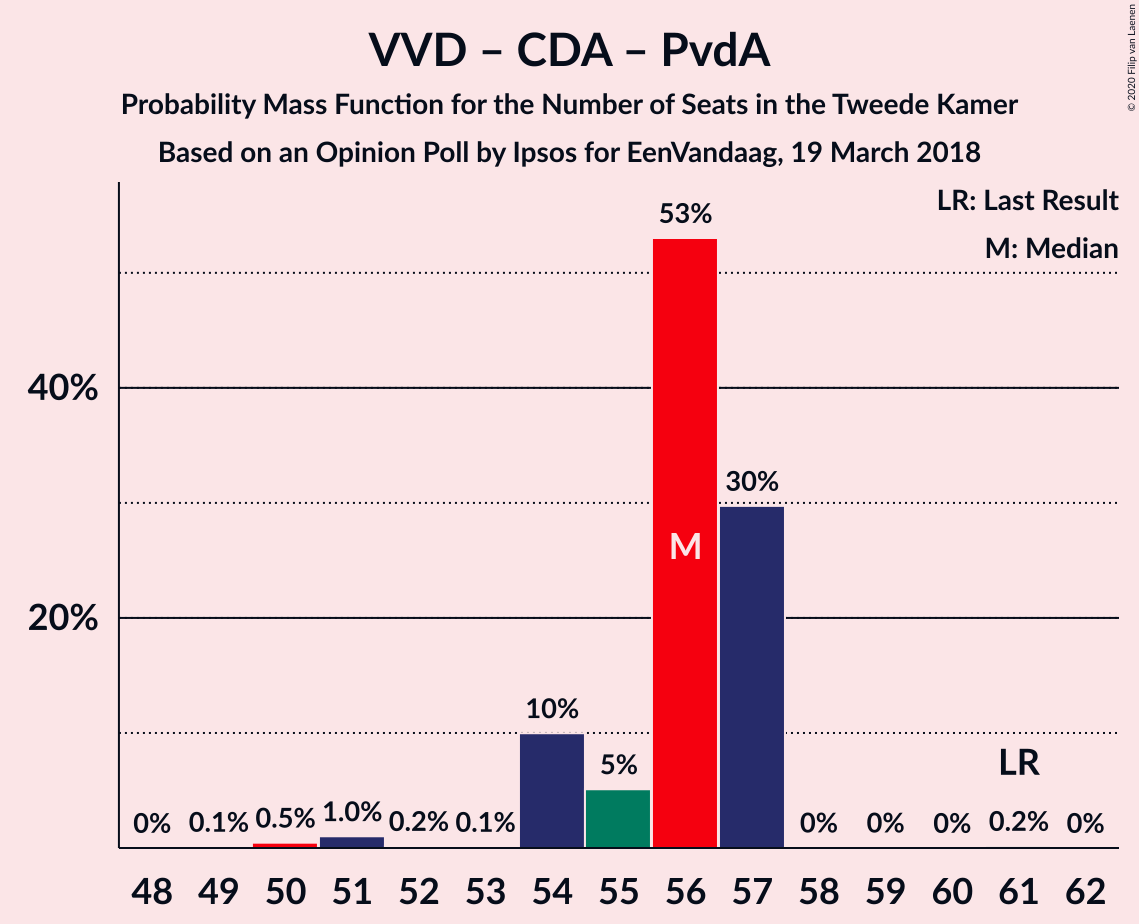 VVD – CDA – PvdA
Probability Mass Function for the Number of Seats in the Tweede Kamer
Based on an Opinion Poll by Ipsos for EenVandaag, 19 March 2018
© 2020 Filip van Laenen
LR: Last Result
M: Median
53%
40%
30%
M
20%
10%
LR
5%
0% 0.1% 0.5% 1.0% 0.2% 0.1% 0% 0% 0% 0.2% 0%
48 49 50 51 52 53 54 55 56 57 58 59 60 61 62